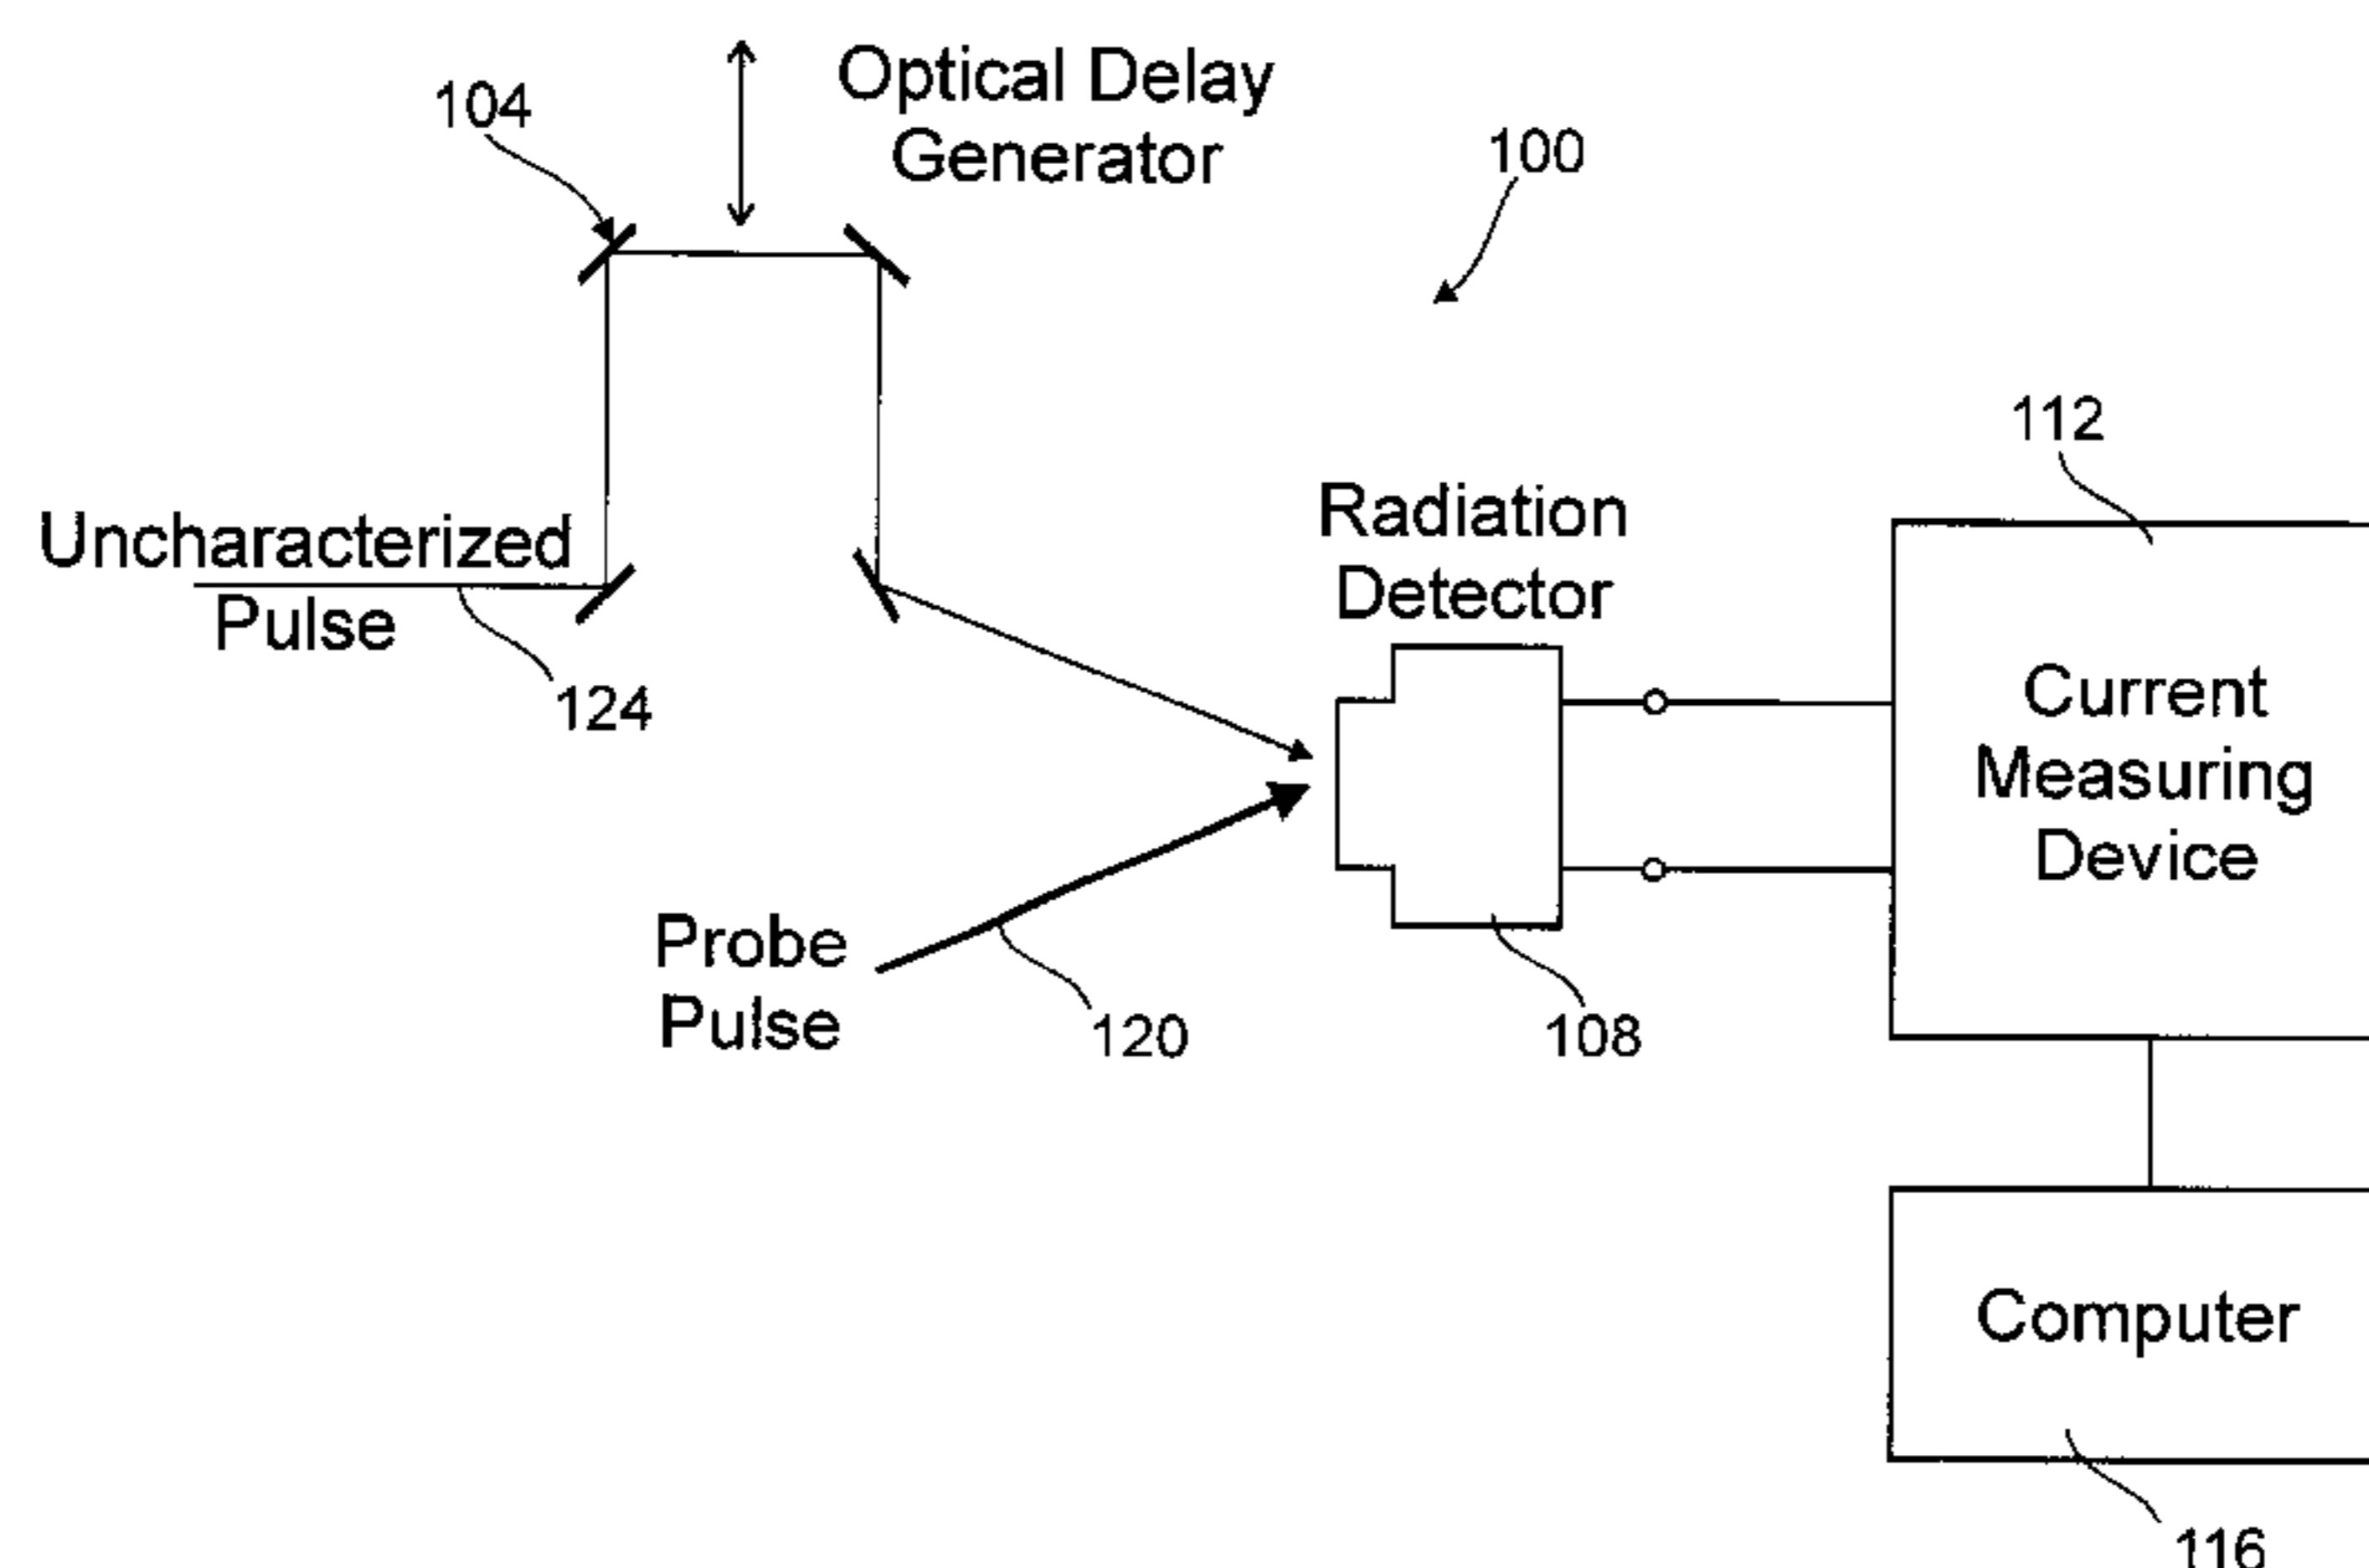 Optical Delay
Generator
104
100
112
Uncharacterized
Pulse
124
Radiation
Detector
Current
Measuring
Device
Probe
Pulse
120
108
Computer
116